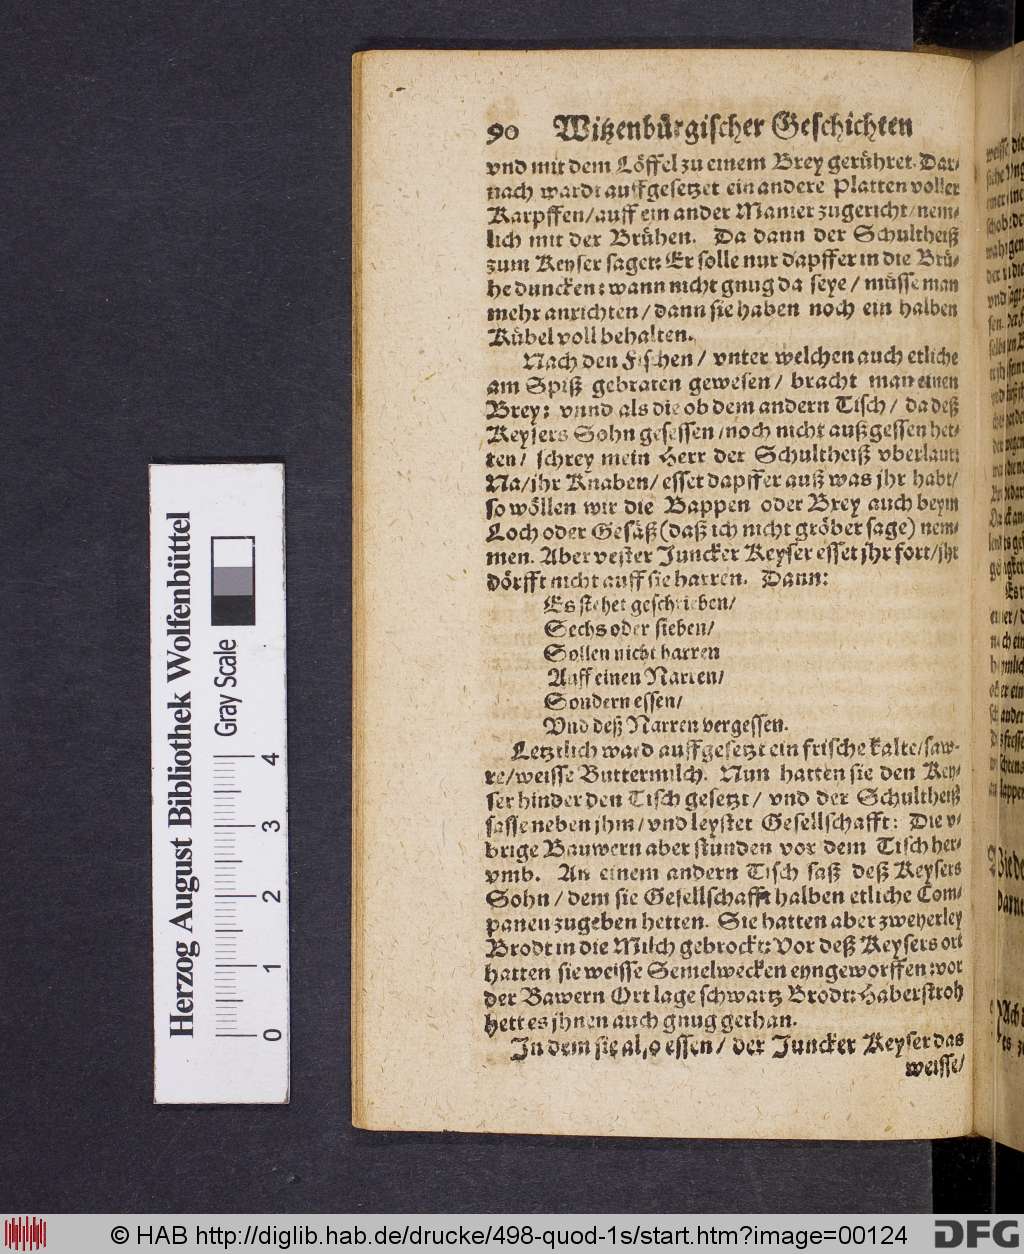 90 Witzenbürgischer Geschichten
vnd mit dem Löffel zu einem Brey gerühret. Dar-
nach wardt auffgesetzet ein andere Platten voller
Karpffen/auff ein ander Manier zugericht/nem-
lich mit der Brühen. Da dann der Schultheiß
zum Keyser saget: Er solle nur dapffer in die Brü-
he duncken: wann nicht gnug da seye/ müsse man
mehr anrichten/ dann sie haben noch ein halben
Kübel voll behalten.
Nach den Fischen/ vnter welchen auch etliche
am Spiß gebraten gewesen/ bracht man einen
Brey: vnnd als die ob dem andern Tisch/ da deß
Keysers Sohn gesessen/noch nicht außgessen het-
ten/ schrey mein Herr der Schultheiß vberlaut:
Na/jhr Knaben/ esset dapffer auß was jhr habt/
so wöllen wir die Bappen oder Brey auch beym
Loch oder Gesäß (daß ich nicht gröber sage) nem-
men. Aber vester Juncker Keyser esset jhr fort/jhr
dörfft nicht auff sie harren. Dann:
Es stehet geschrieben/
Sechs oder sieben/
Sollen nicht harren
Auff einen Narren/
Sondern essen/
Vnd deß Narren vergessen.
Letztlich ward auffgesetzt ein frische kalte/saw-
re/weisse Buttermilch. Nun hatten sie den Key-
ser hinder den Tisch gesetzt/ vnd der Schultheiß
sasse neben jhm/ vnd leystet Gesellschafft: Die v-
brige Bauwern aber stunden vor dem Tisch her-
vmb. An einem andern Tisch saß deß Keysers
Sohn/ dem sie Gesellschafft halben etliche Com-
panen zugeben hetten. Sie hatten aber zweyerley
Brodt in die Milch gebrockt: Vor deß Keysers ort
hatten sie weisse Semelwecken eyngeworffen: vor
der Bawern Ort lage schwartz Brodt: Haberstroh
hett es jhnen auch gnug gethan.
In dem sie also essen/ der Juncker Keyser das
weisse/
Herzog August Bibliothek Wolfenbüttel
Gray Scale
0 1 2 3 4
© HAB http://diglib.hab.de/drucke/498-quod-1s/start.htm?image=00124
DFG